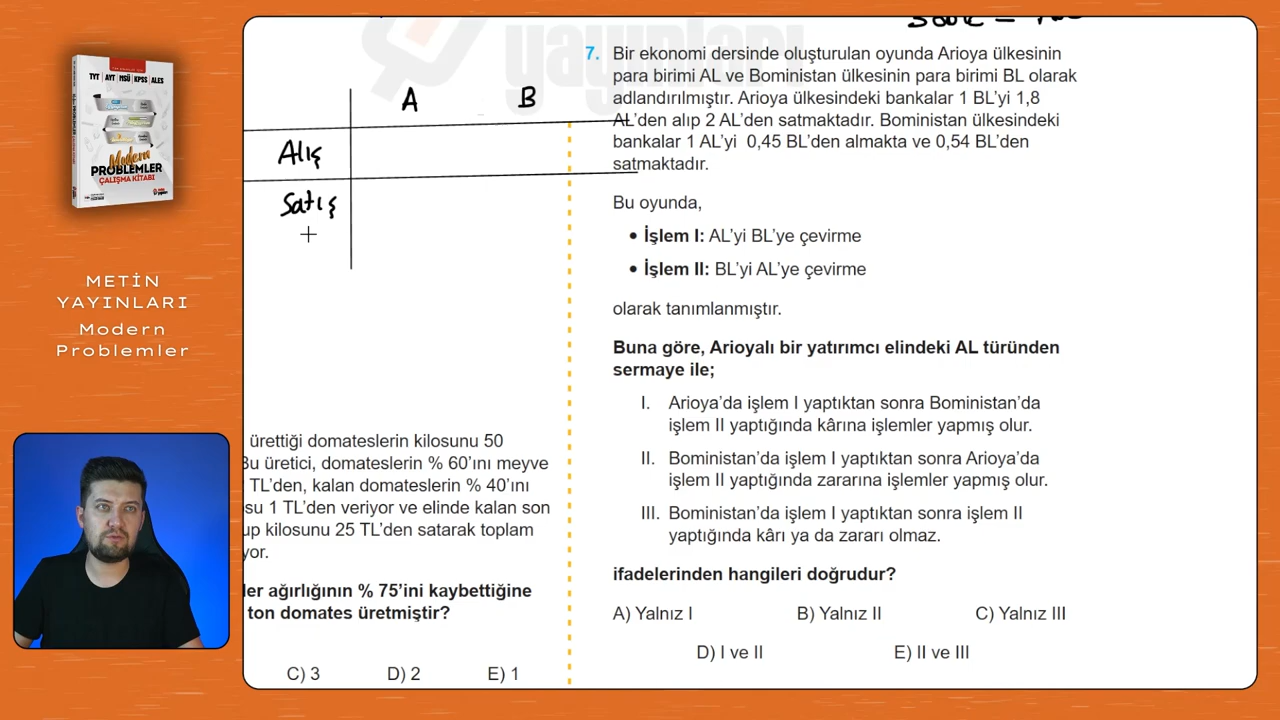 TYT | AYT | MSÜ | KPSS | ALES
Modern
PROBLEMLER
ÇALIŞMA KİTABI
METİN
YAYINLARI
Modern
Problemler
yayınları
A B
Alış
Satış
üretti̇ği domateslerin kilosunu 50
Bu üretici, domateslerin % 60’ını meyve
TL’den, kalan domateslerin % 40’ını
su 1 TL’den veriyor ve elinde kalan son
up kilosunu 25 TL’den satarak toplam
yor.
ler ağırlığının % 75’ini kaybettiğine
ton domates üretmiştir?
C) 3 D) 2 E) 1
7. Bir ekonomi dersinde oluşturulan oyunda Arioya ülkesinin
para birimi AL ve Boministan ülkesinin para birimi BL olarak
adlandırılmıştır. Arioya ülkesindeki bankalar 1 BL’yi 1,8
AL’den alıp 2 AL’den satmaktadır. Boministan ülkesindeki
bankalar 1 AL’yi 0,45 BL’den almakta ve 0,54 BL’den
satmaktadır.
Bu oyunda,
• İşlem I: AL’yi BL’ye çevirme
• İşlem II: BL’yi AL’ye çevirme
olarak tanımlanmıştır.
Buna göre, Arioyalı bir yatırımcı elindeki AL türünden
sermaye ile;
I. Arioya’da işlem I yaptıktan sonra Boministan’da
işlem II yaptığında kârına işlemler yapmış olur.
II. Boministan’da işlem I yaptıktan sonra Arioya’da
işlem II yaptığında zararına işlemler yapmış olur.
III. Boministan’da işlem I yaptıktan sonra işlem II
yaptığında kârı ya da zararı olmaz.
ifadelerinden hangileri doğrudur?
A) Yalnız I B) Yalnız II C) Yalnız III
D) I ve II E) II ve III